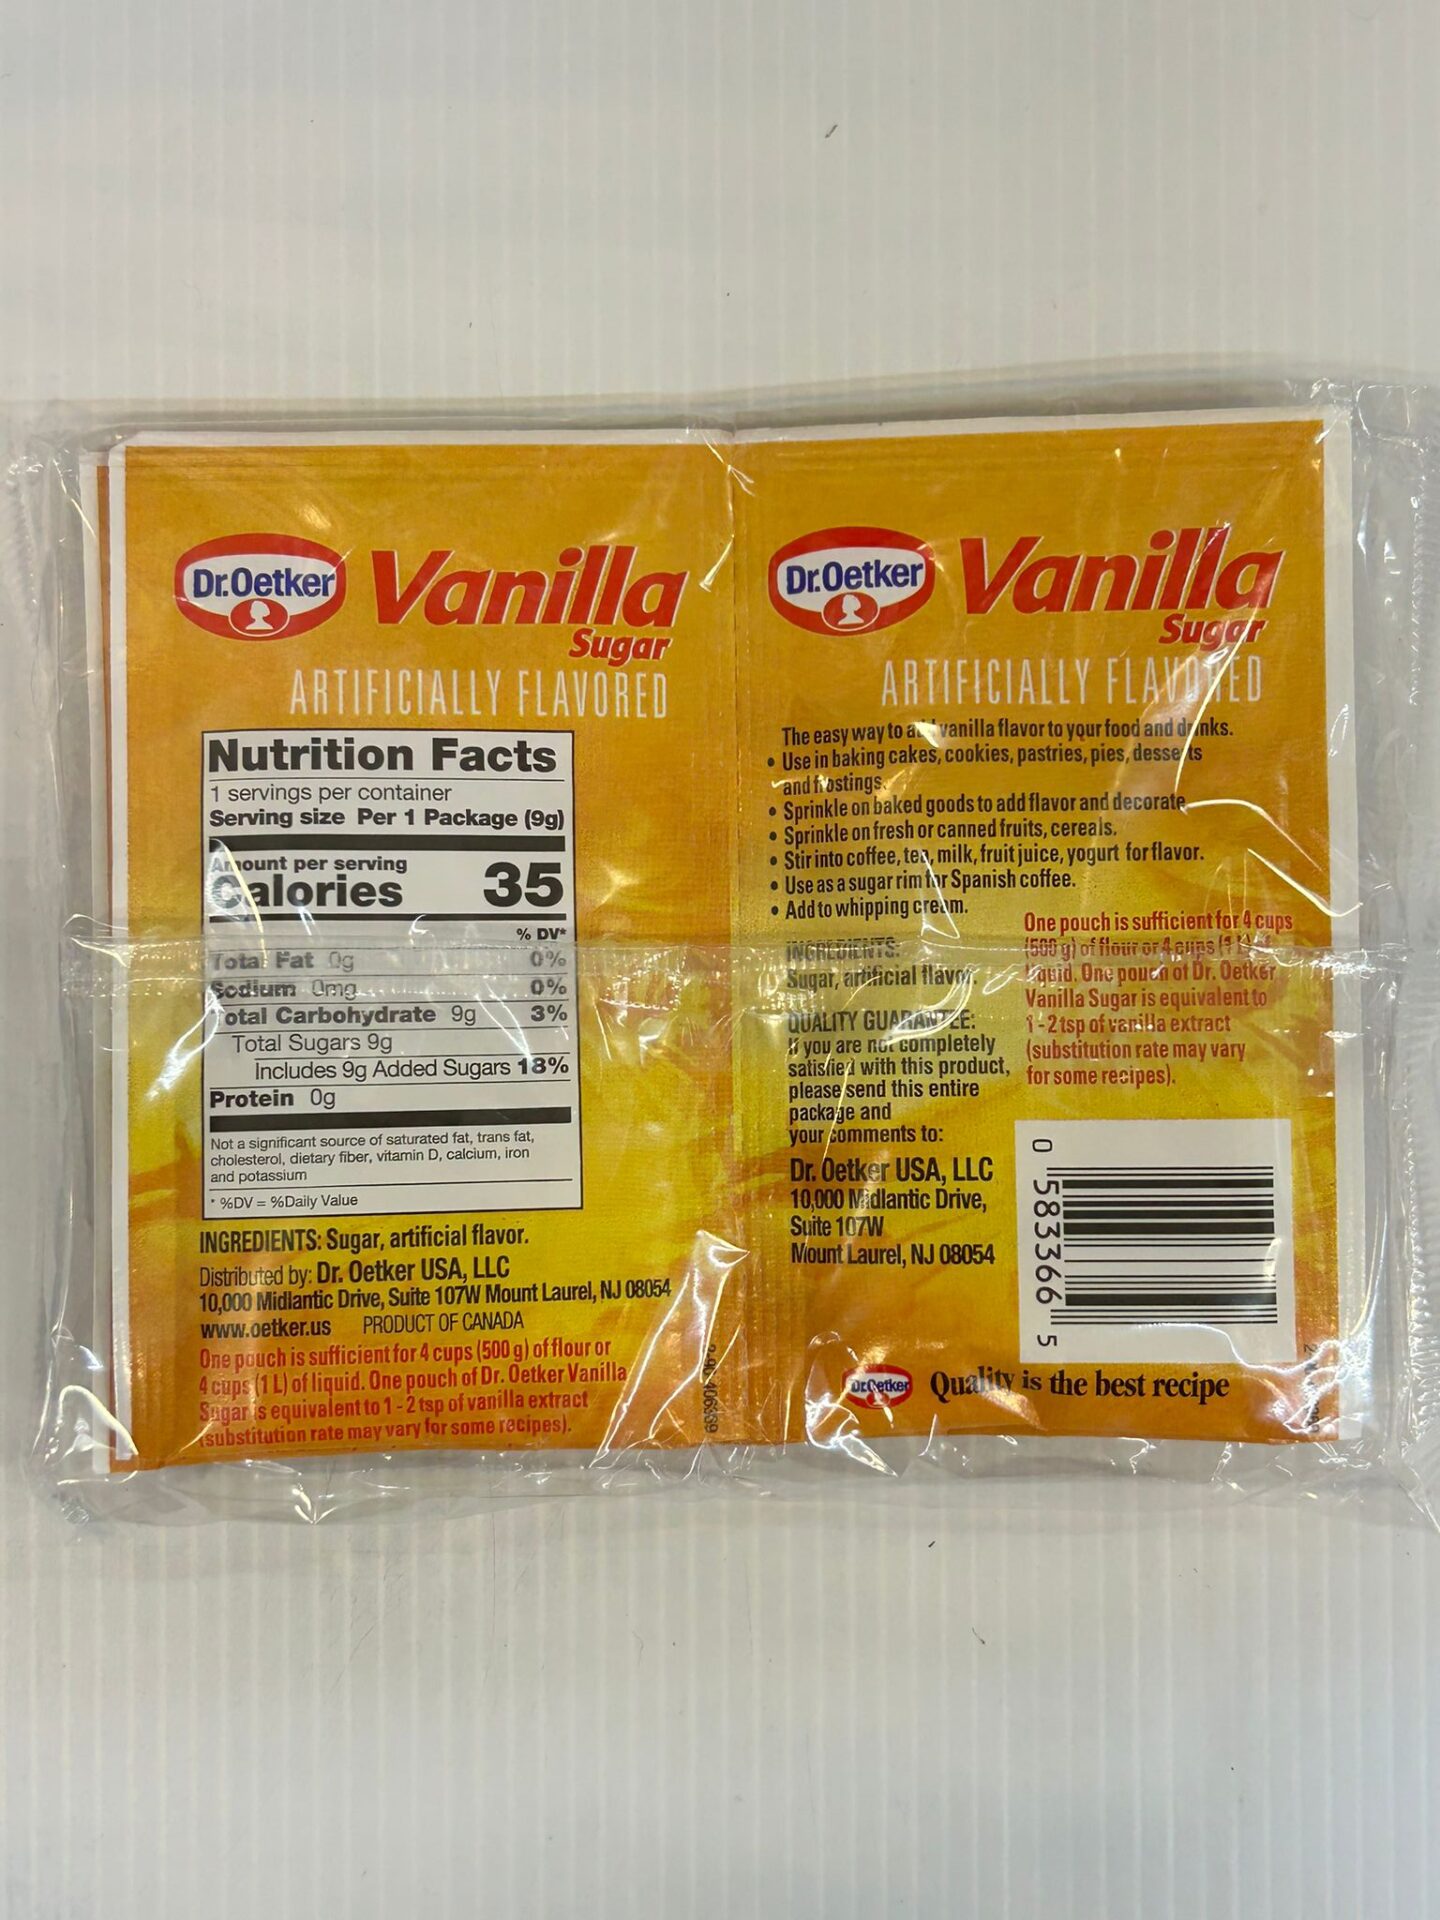 Dr.Oetker
Vanilla
Sugar
ARTIFICIALLY FLAVORED
Nutrition Facts
1 servings per container
Serving size Per 1 Package (9g)
Amount per serving
Calories 35
% DV*
Total Fat 0g 0%
Sodium 0mg 0%
Total Carbohydrate 9g 3%
Total Sugars 9g
Includes 9g Added Sugars 18%
Protein 0g
Not a significant source of saturated fat, trans fat,
cholesterol, dietary fiber, vitamin D, calcium, iron
and potassium
* %DV = %Daily Value
INGREDIENTS: Sugar, artificial flavor.
Distributed by: Dr. Oetker USA, LLC
10,000 Midlantic Drive, Suite 107W Mount Laurel, NJ 08054
www.oetker.us PRODUCT OF CANADA
One pouch is sufficient for 4 cups (500 g) of flour or
4 cups (1 L) of liquid. One pouch of Dr. Oetker Vanilla
Sugar is equivalent to 1 - 2 tsp of vanilla extract
(substitution rate may vary for some recipes).
Dr.Oetker
Vanilla
Sugar
ARTIFICIALLY FLAVORED
The easy way to add vanilla flavor to your food and drinks.
• Use in baking cakes, cookies, pastries, pies, desserts
and frostings.
• Sprinkle on baked goods to add flavor and decorate
• Sprinkle on fresh or canned fruits, cereals.
• Stir into coffee, tea, milk, fruit juice, yogurt for flavor.
• Use as a sugar rim for Spanish coffee.
• Add to whipping cream.
INGREDIENTS:
Sugar, artificial flavor.
QUALITY GUARANTEE:
If you are not completely
satisfied with this product,
please send this entire
package and
your comments to:
Dr. Oetker USA, LLC
10,000 Midlantic Drive,
Suite 107W
Mount Laurel, NJ 08054
One pouch is sufficient for 4 cups
(500 g) of flour or 4 cups (1 L) of
liquid. One pouch of Dr. Oetker
Vanilla Sugar is equivalent to
1 - 2 tsp of vanilla extract
(substitution rate may vary
for some recipes).
0 58336 6 5
Dr.Oetker Quality is the best recipe